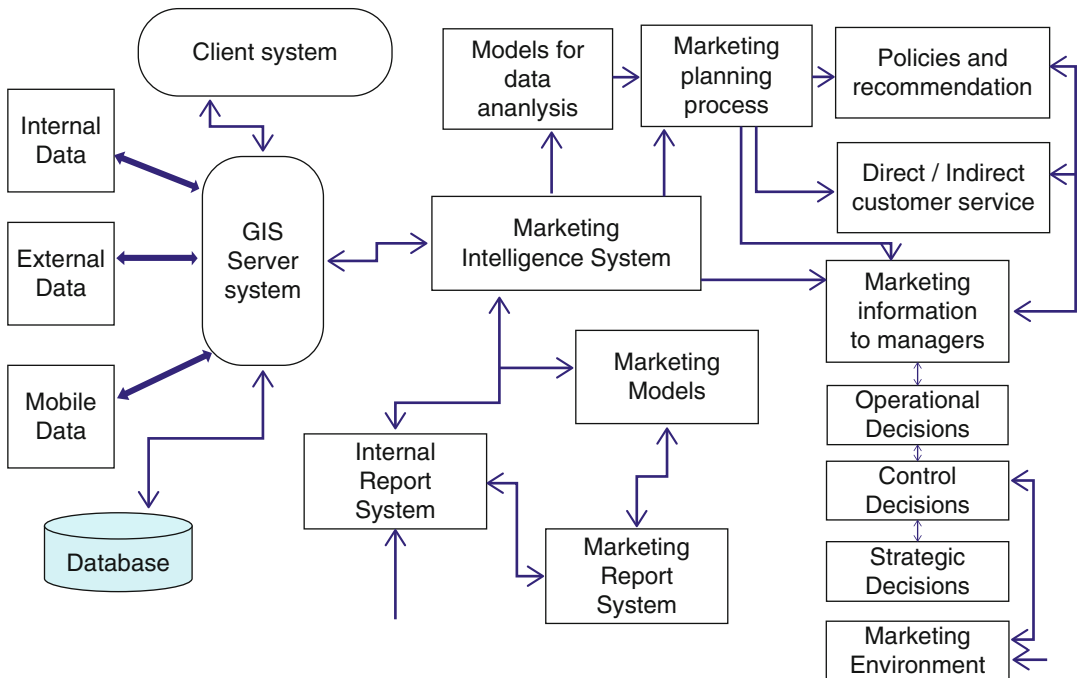 Client system
Internal
Data
External
Data
Mobile
Data
GIS
Server
system
Database
Models for
data
ananlysis
Marketing
planning
process
Policies and
recommendation
Direct / Indirect
customer service
Marketing
Intelligence System
Marketing
information
to managers
Marketing
Models
Internal
Report
System
Marketing
Report
System
Operational
Decisions
Control
Decisions
Strategic
Decisions
Marketing
Environment